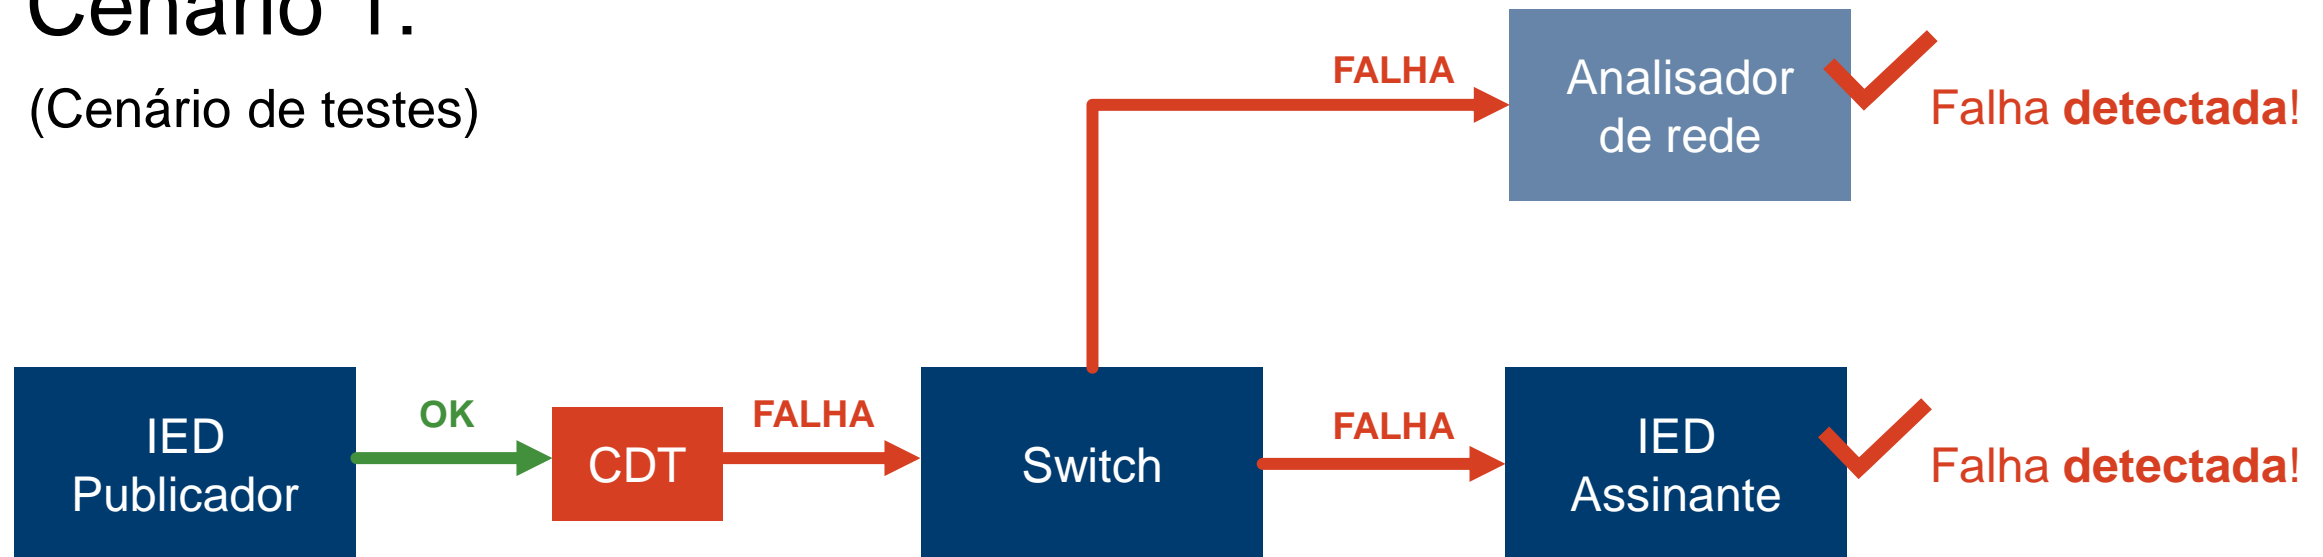 Cenário 1:
(Cenário de testes)
FALHA
Analisador
de rede
Falha detectada!
IED
Publicador
OK
CDT
FALHA
Switch
FALHA
IED
Assinante
Falha detectada!